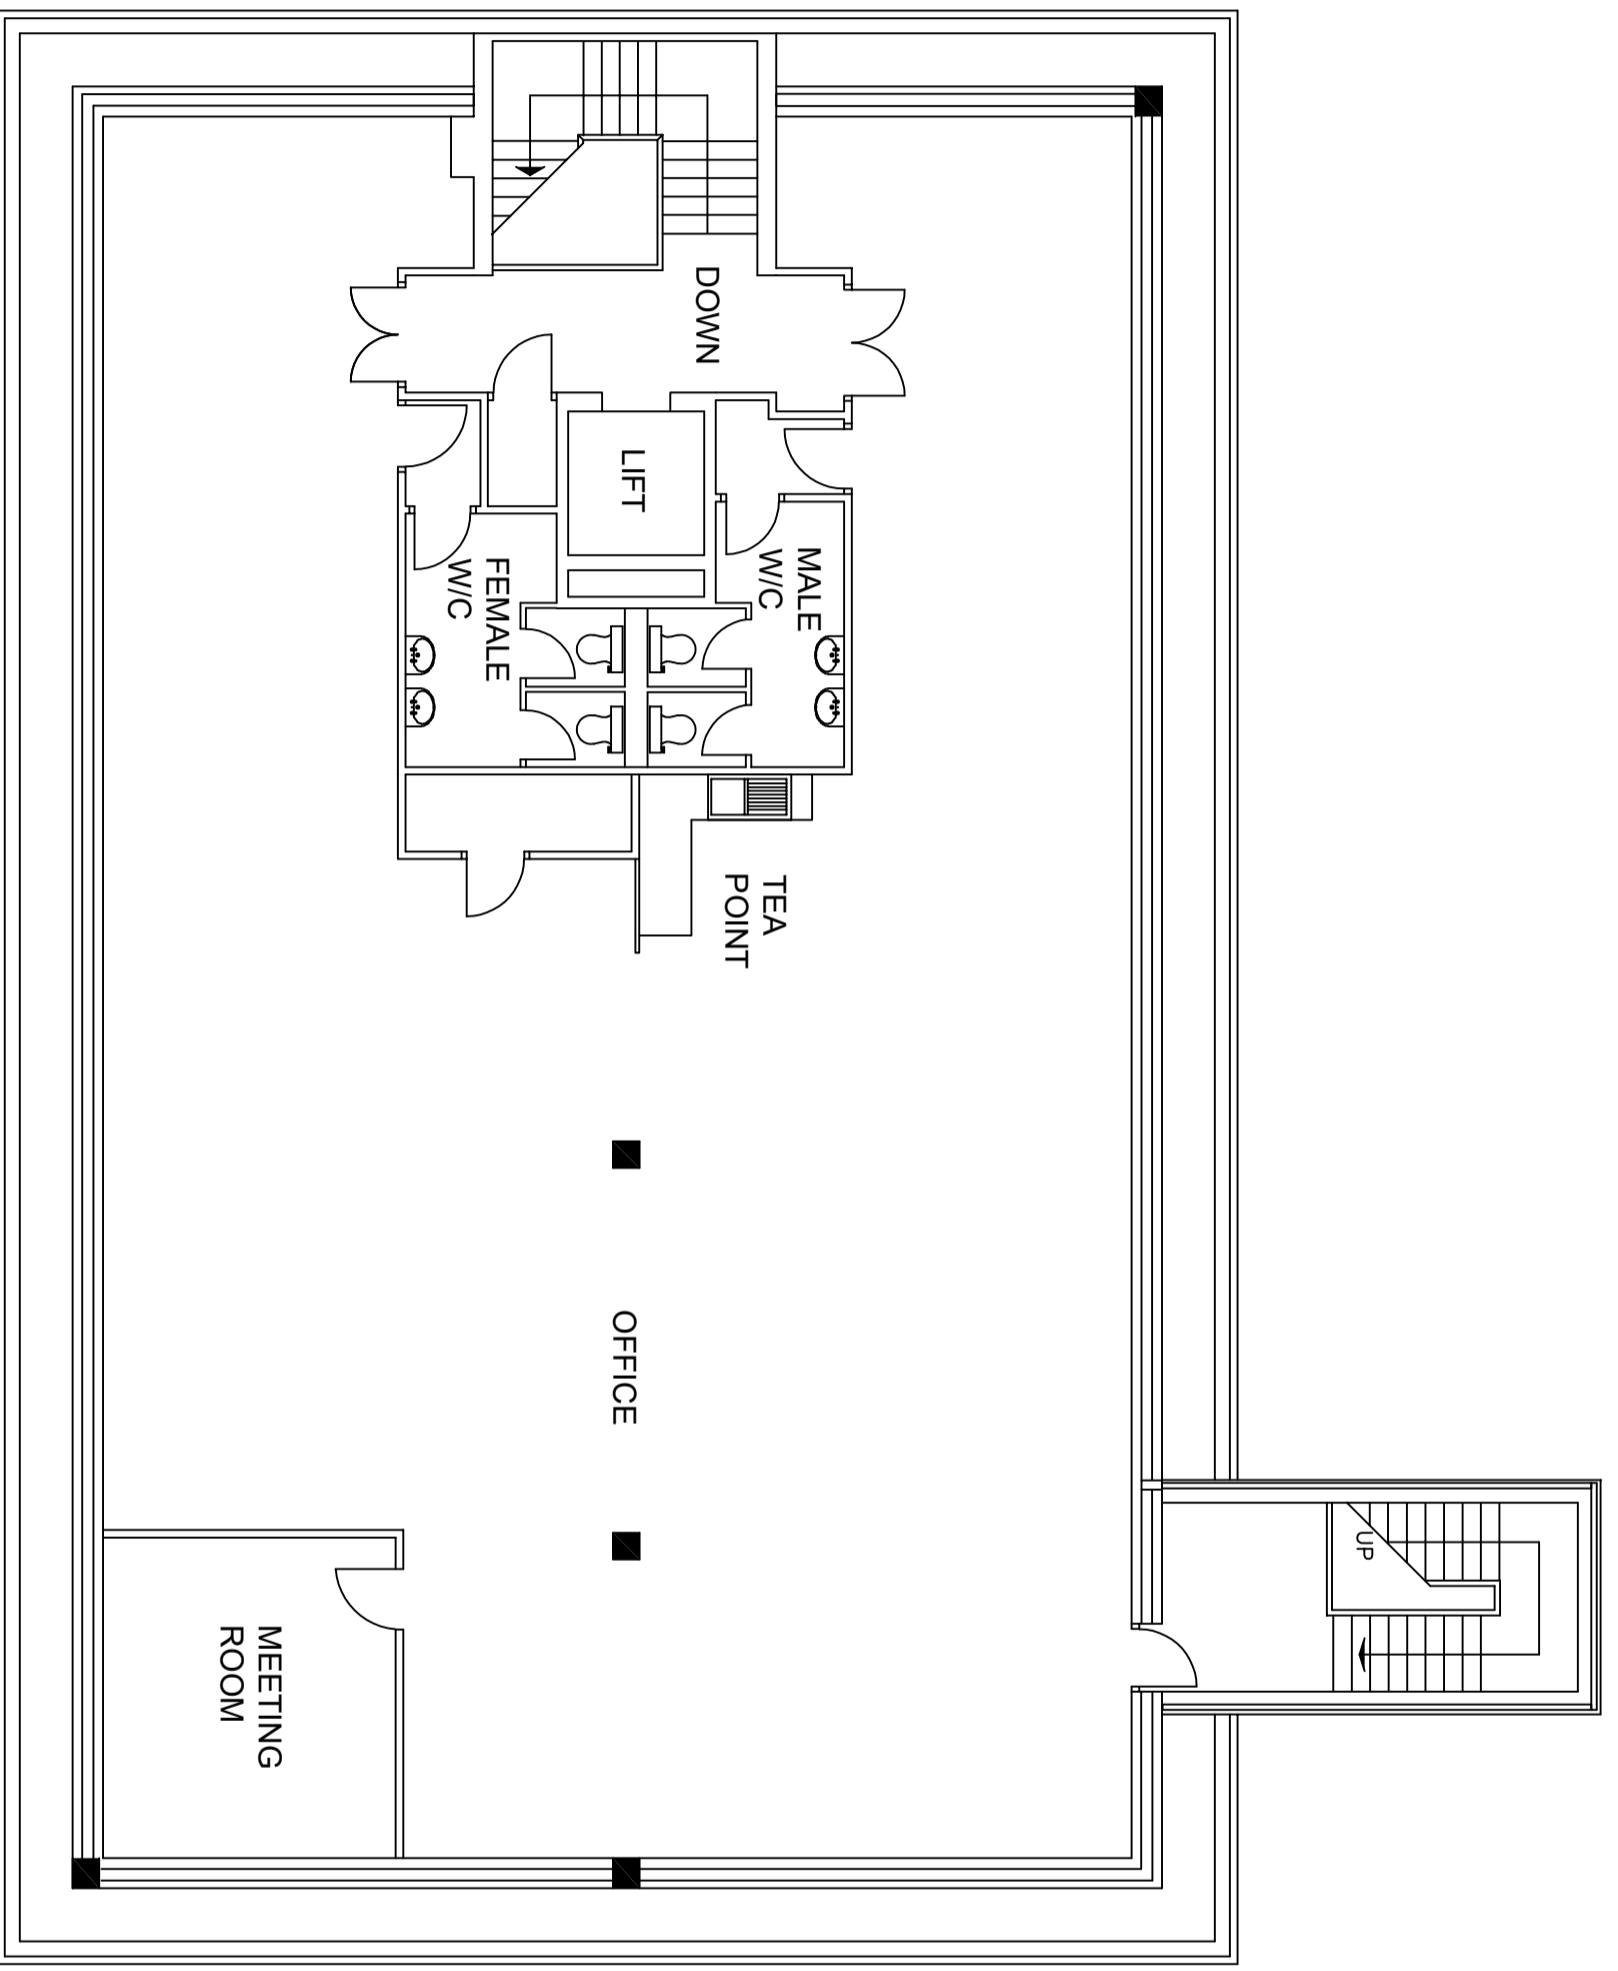 DOWN
LIFT
MALE
W/C
FEMALE
W/C
TEA
POINT
OFFICE
UP
MEETING
ROOM